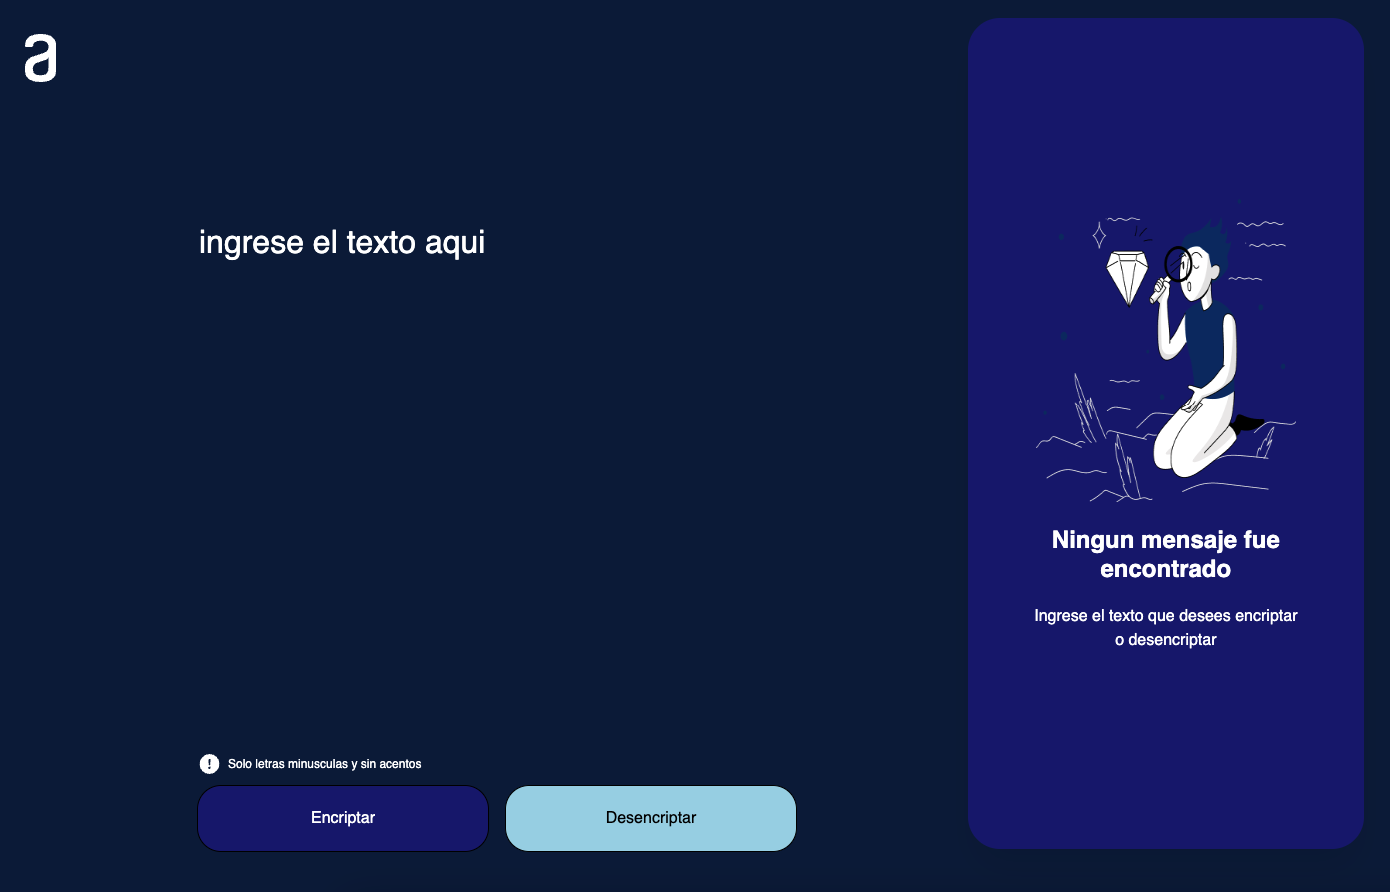 a
ingrese el texto aqui
Solo letras minusculas y sin acentos
Encriptar
Desencriptar
Ningun mensaje fue
encontrado
Ingrese el texto que desees encriptar
o desencriptar